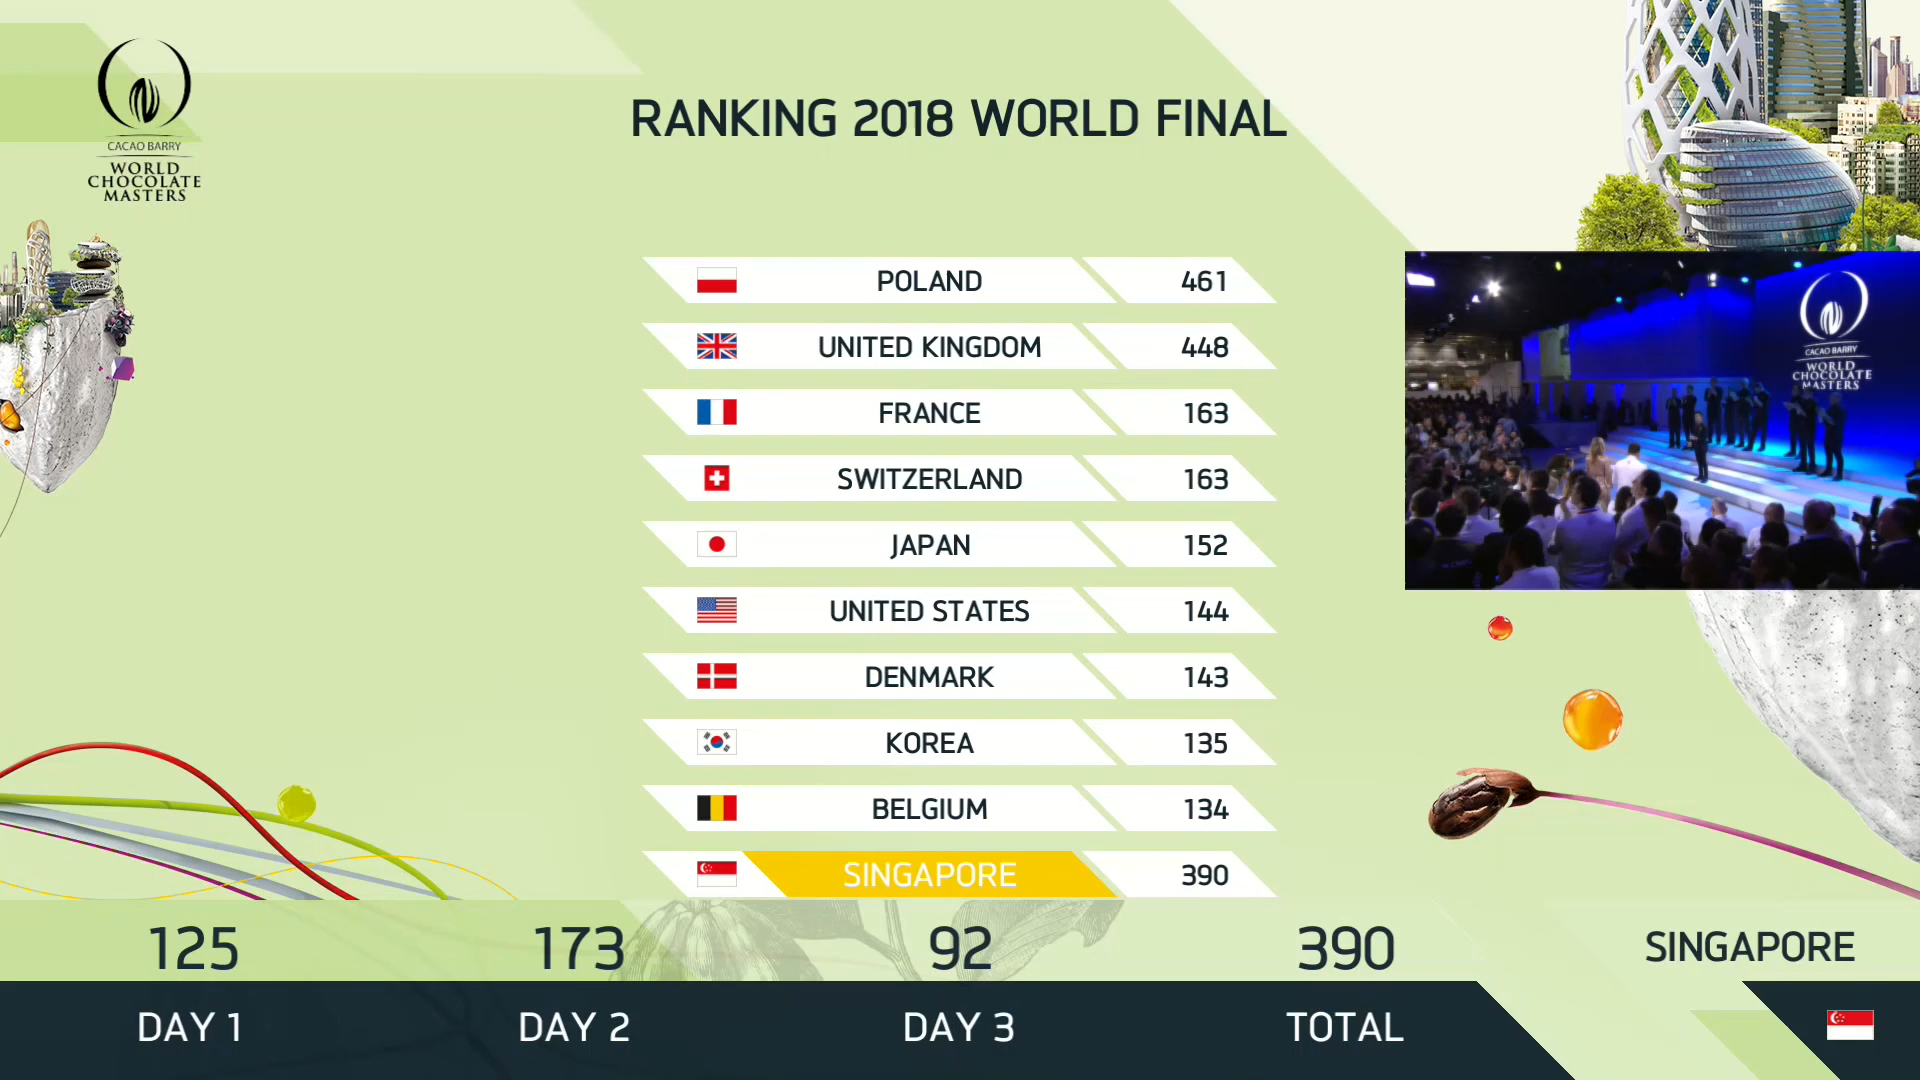 CACAO BARRY
WORLD
CHOCOLATE
MASTERS
RANKING 2018 WORLD FINAL
POLAND 461
UNITED KINGDOM 448
FRANCE 163
SWITZERLAND 163
JAPAN 152
UNITED STATES 144
DENMARK 143
KOREA 135
BELGIUM 134
SINGAPORE 390
CACAO BARRY
WORLD
CHOCOLATE
MASTERS
125 173 92 390 SINGAPORE
DAY 1 DAY 2 DAY 3 TOTAL